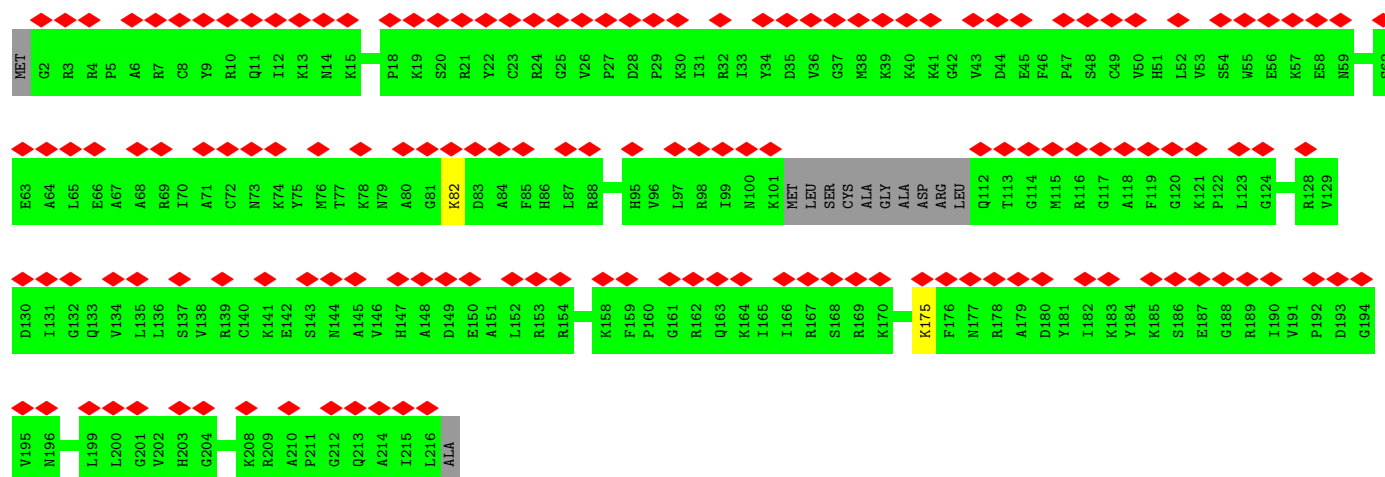 MET G2 R3 R4 P5 A6 R7 C8 Y9 R10 Q11 I12 K13 N14 K15 P18 K19 S20 R21 Y22 C23 R24 G25 V26 P27 D28 P29 K30 I31 R32 I33 Y34 D35 V36 G37 M38 K39 K40 K41 G42 V43 D44 E45 F46 P47 S48 C49 V50 H51 L52 V53 S54 W55 E56 K57 E58 N59
E63 A64 L65 E66 A67 A68 R69 I70 A71 C72 N73 K74 Y75 M76 T77 K78 N79 A80 G81 K82 D83 A84 F85 H86 L87 R88 H95 V96 L97 R98 I99 N100 K101 MET LEU SER CYS ALA GLY ALA ASP ARG LEU Q112 T113 G114 M115 R116 G117 A118 F119 G120 K121 P122 L123 G124 R128 V129
D130 I131 G132 Q133 V134 L135 L136 S137 V138 R139 C140 K141 E142 S143 N144 A145 V146 H147 A148 D149 E150 A151 L152 R153 R154 K158 F159 P160 G161 R162 Q163 K164 I165 I166 R167 S168 R169 K170 K175 F176 N177 R178 A179 D180 Y181 I182 K183 Y184 K185 S186 E187 G188 R189 I190 V191 P192 D193 G194
V195 N196 L199 L200 G201 V202 H203 G204 K208 R209 A210 P211 G212 Q213 A214 I215 L216 ALA